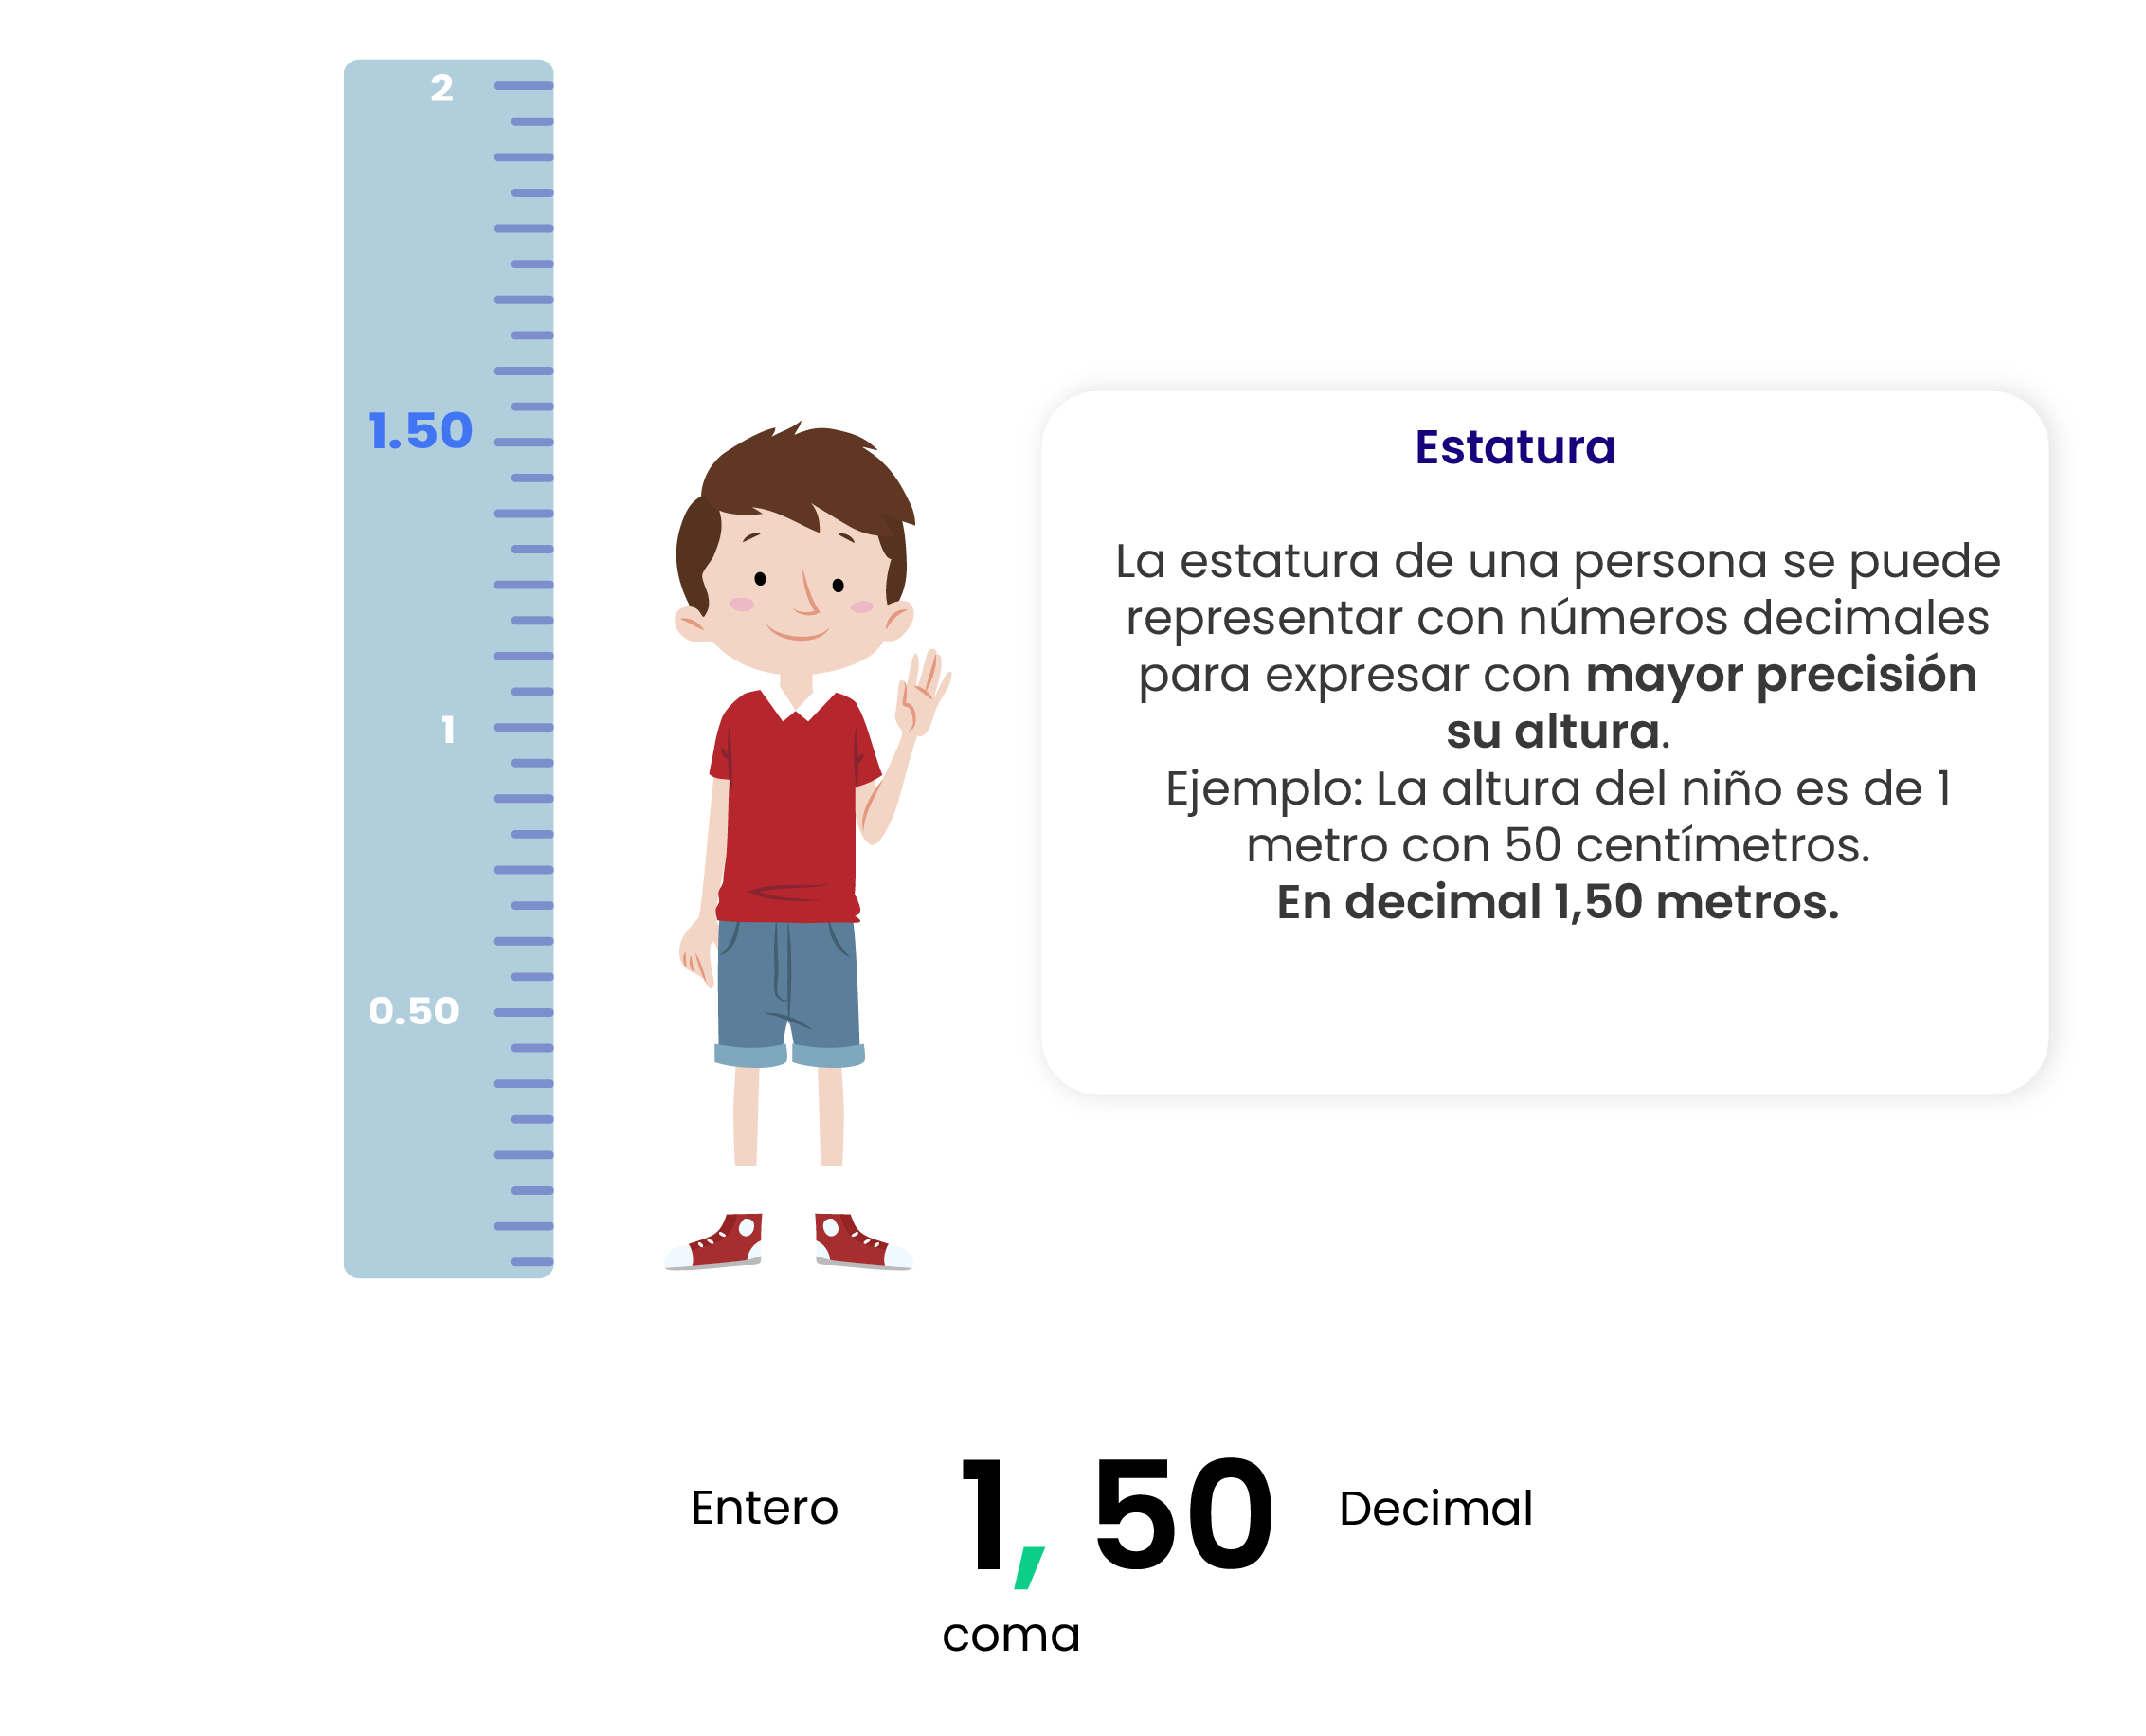 2
1.50
1
0.50
Estatura
La estatura de una persona se puede
representar con números decimales
para expresar con mayor precisión
su altura.
Ejemplo: La altura del niño es de 1
metro con 50 centímetros.
En decimal 1,50 metros.
Entero 1, 50 Decimal
coma